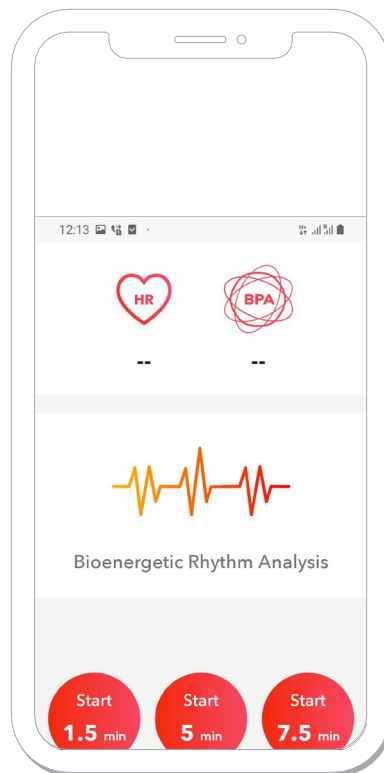 12:13
HR BPA
-- --
Bioenergetic Rhythm Analysis
Start Start Start
1.5 min 5 min 7.5 min